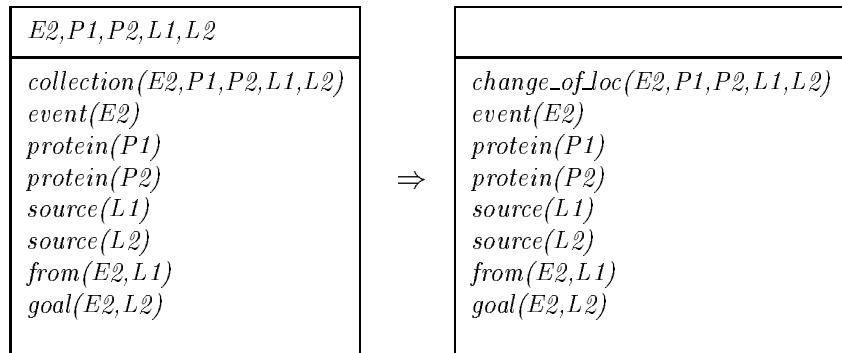 E2,P1,P2,L1,L2
collection(E2,P1,P2,L1,L2)
event(E2)
protein(P1)
protein(P2)
source(L1)
source(L2)
from(E2,L1)
goal(E2,L2)
⇒
change_of_loc(E2,P1,P2,L1,L2)
event(E2)
protein(P1)
protein(P2)
source(L1)
source(L2)
from(E2,L1)
goal(E2,L2)